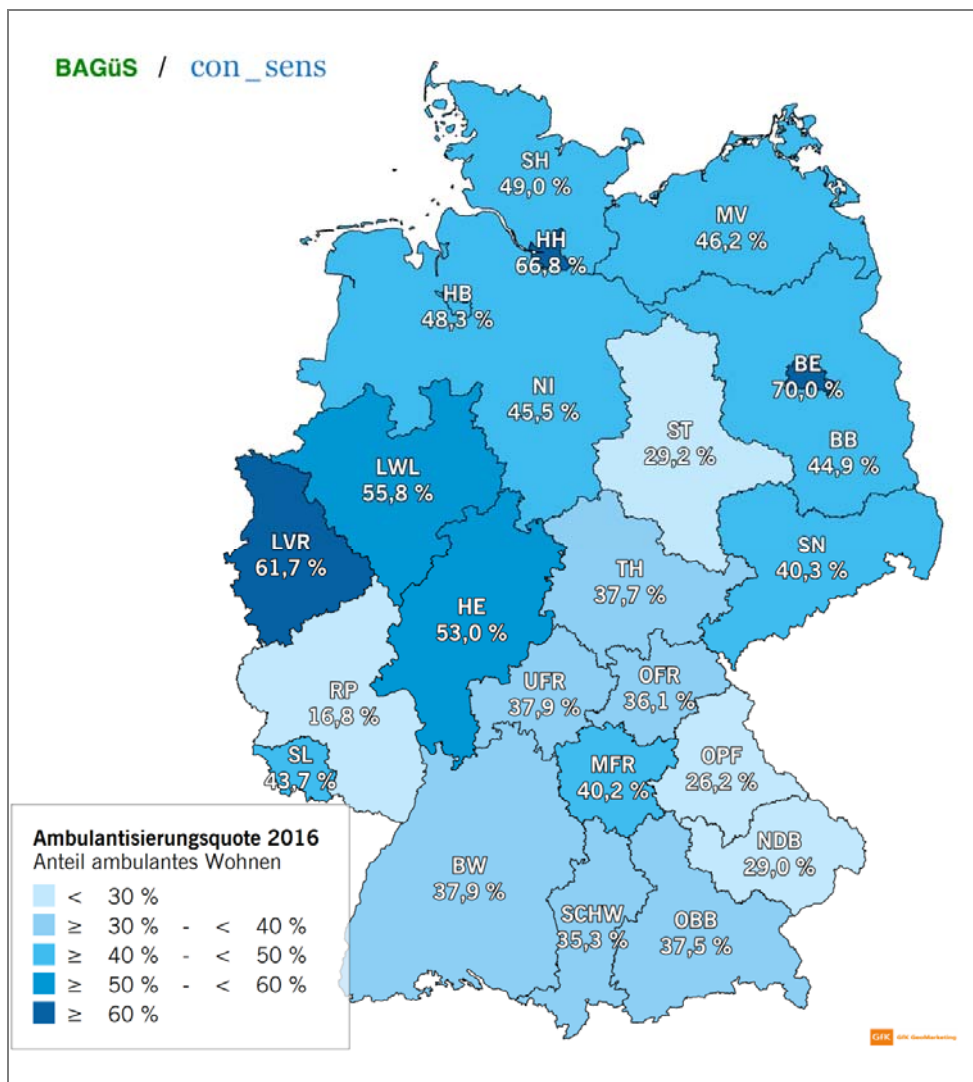 BAGüS / con_sens
SH
49,0 %
MV
46,2 %
HH
66,8 %
HB
48,3 %
BE
70,0 %
NI
45,5 %
ST
29,2 %
BB
44,9 %
LWL
55,8 %
LVR
61,7 %
SN
40,3 %
TH
37,7 %
HE
53,0 %
UFR
37,9 %
OFR
36,1 %
RP
16,8 %
SL
43,7 %
MFR
40,2 %
OPF
26,2 %
NDB
29,0 %
BW
37,9 %
SCHW
35,3 %
OBB
37,5 %
Ambulantisierungsquote 2016
Anteil ambulantes Wohnen
< 30 %
≥ 30 % - < 40 %
≥ 40 % - < 50 %
≥ 50 % - < 60 %
≥ 60 %
GfK GfK GeoMarketing